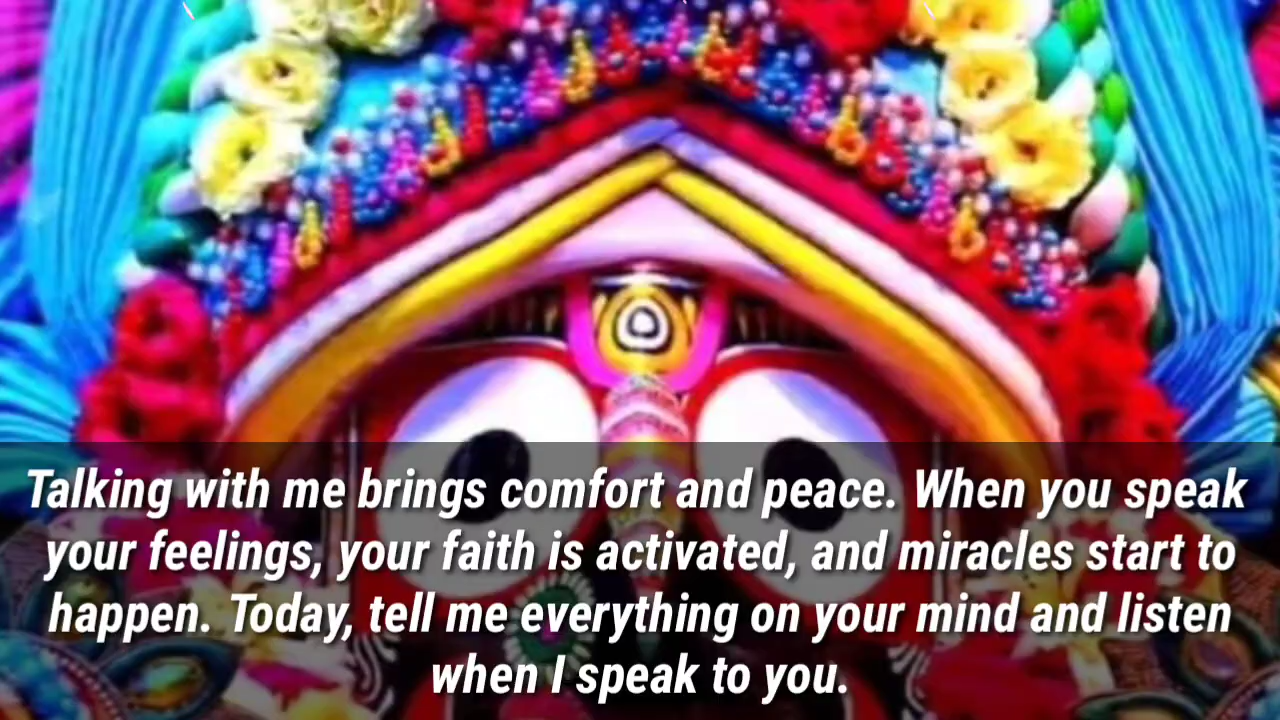 Talking with me brings comfort and peace. When you speak
your feelings, your faith is activated, and miracles start to
happen. Today, tell me everything on your mind and listen
when I speak to you.